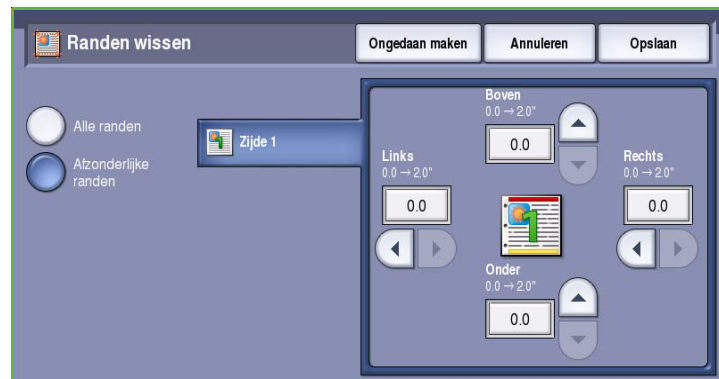 Randen wissen
Ongedaan maken
Annuleren
Opslaan
Alle randen
Afzonderlijke
randen
Zijde 1
Boven
0.0 → 2.0"
0.0
Links
0.0 → 2.0"
0.0
Rechts
0.0 → 2.0"
0.0
1
Onder
0.0 → 2.0"
0.0